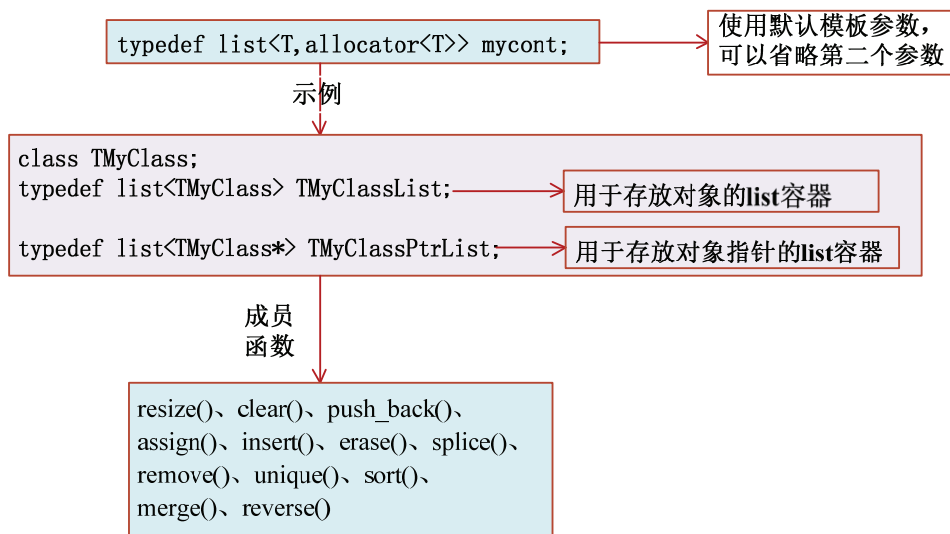 typedef list<T,allocator<T>> mycont;
使用默认模板参数，
可以省略第二个参数
示例
class TMyClass;
typedef list<TMyClass> TMyClassList;
用于存放对象的list容器
typedef list<TMyClass*> TMyClassPtrList;
用于存放对象指针的list容器
成员
函数
resize()、clear()、push_back()、
assign()、insert()、erase()、splice()、
remove()、unique()、sort()、
merge()、reverse()